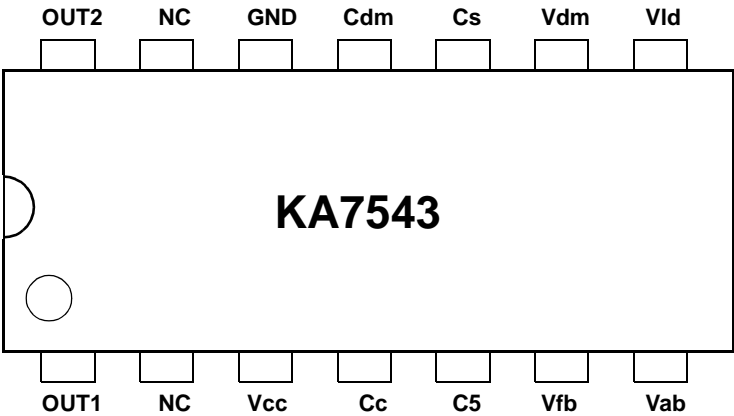 OUT2 NC GND Cdm Cs Vdm Vld
KA7543
OUT1 NC Vcc Cc C5 Vfb Vab